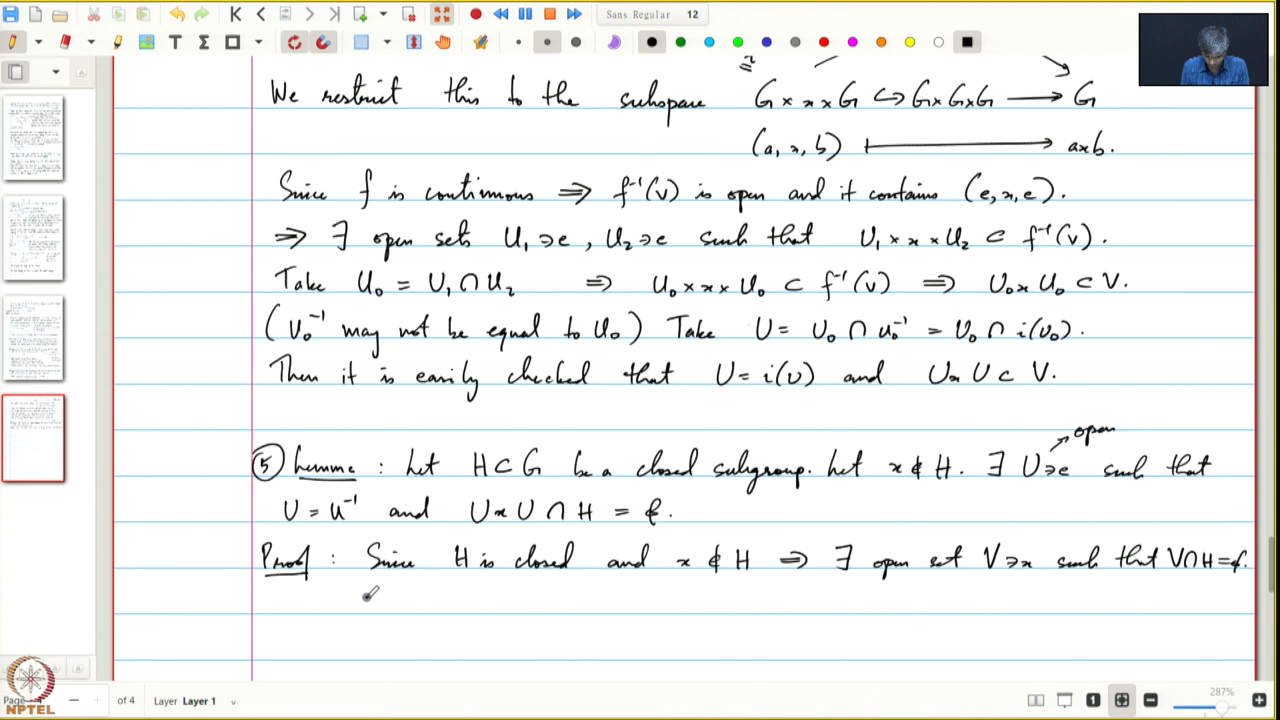 Sans Regular 12
We restrict this to the subspace G × x × G ↪ G×G×G ⟶ G
(a, x, b) ⟼ axb.
Since f is continuous ⇒ f⁻¹(V) is open and it contains (e, x, e).
⇒ ∃ open sets U₁ ∋ e, U₂ ∋ e such that U₁ × x × U₂ ⊂ f⁻¹(V).
Take U₀ = U₁ ∩ U₂ ⇒ U₀ × x × U₀ ⊂ f⁻¹(V) ⇒ U₀ x U₀ ⊂ V.
(U₀⁻¹ may not be equal to U₀) Take U = U₀ ∩ U₀⁻¹ = U₀ ∩ i(U₀).
Then it is easily checked that U = i(U) and U x U ⊂ V.
open
⑤ Lemma : Let H ⊂ G be a closed subgroup. Let x ∉ H. ∃ U ∋ e such that
U = U⁻¹ and U x U ∩ H = ϕ.
Proof : Since H is closed and x ∉ H ⇒ ∃ open set V ∋ x such that V ∩ H = ϕ.
NPTEL
Page of 4 Layer Layer 1 1 287%